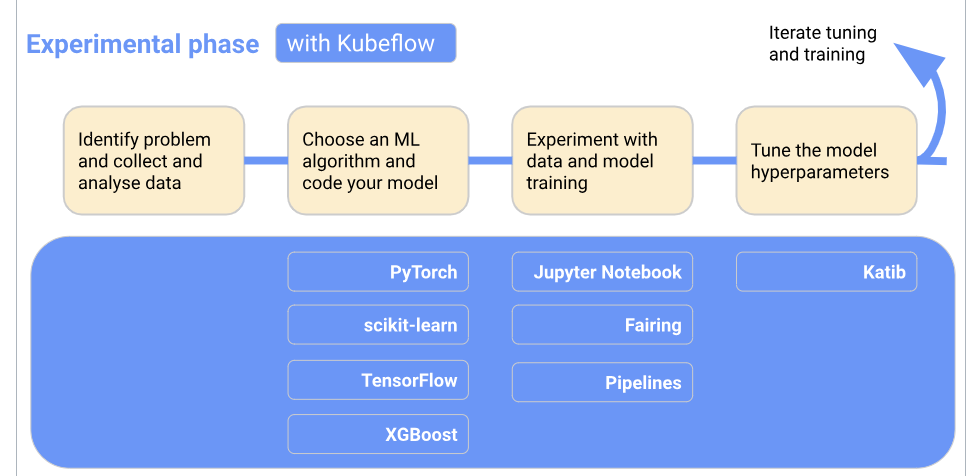 Experimental phase with Kubeflow
Iterate tuning
and training
Identify problem
and collect and
analyse data
Choose an ML
algorithm and
code your model
Experiment with
data and model
training
Tune the model
hyperparameters
PyTorch
scikit-learn
TensorFlow
XGBoost
Jupyter Notebook
Fairing
Pipelines
Katib